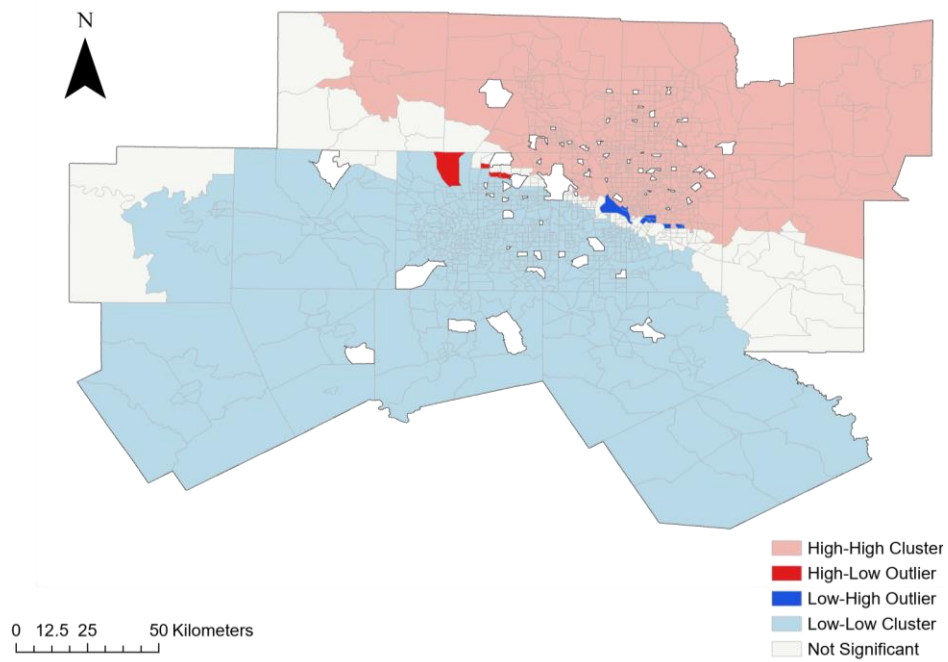 N
High-High Cluster
High-Low Outlier
Low-High Outlier
Low-Low Cluster
Not Significant
0 12.5 25 50 Kilometers